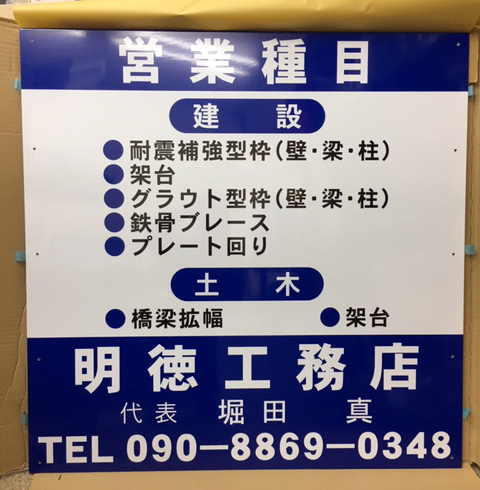 営業種目
建設
●耐震補強型枠(壁・梁・柱)
●架台
●グラウト型枠(壁・梁・柱)
●鉄骨ブレース
●プレート回り
土木
●橋梁拡幅 ●架台
明徳工務店
代表 堀田 真
TEL 090-8869-0348